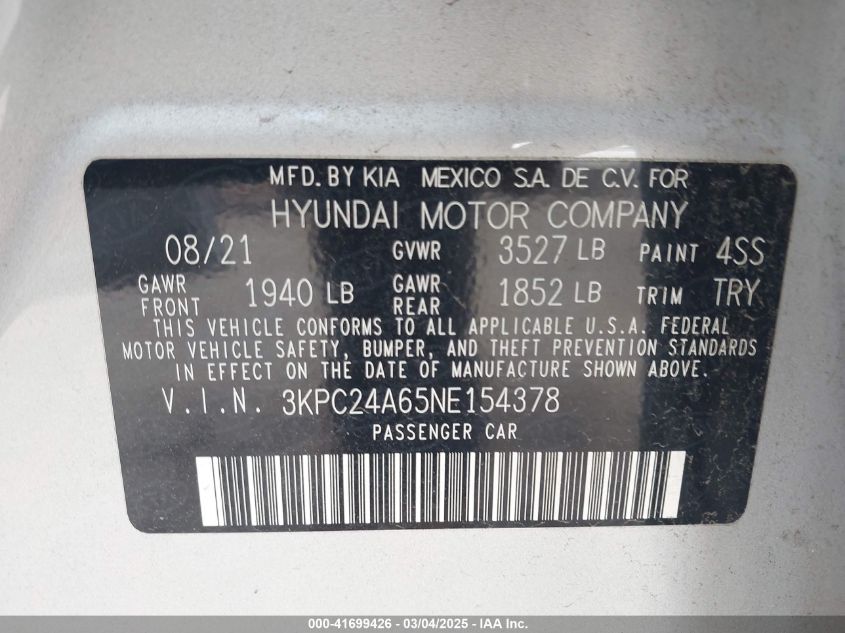 MFD. BY KIA MEXICO S.A. DE C.V. FOR
HYUNDAI MOTOR COMPANY
08/21 GVWR 3527 LB PAINT 4SS
GAWR FRONT 1940 LB GAWR REAR 1852 LB TRIM TRY
THIS VEHICLE CONFORMS TO ALL APPLICABLE U.S.A. FEDERAL
MOTOR VEHICLE SAFETY, BUMPER, AND THEFT PREVENTION STANDARDS
IN EFFECT ON THE DATE OF MANUFACTURE SHOWN ABOVE.
V.I.N. 3KPC24A65NE154378
PASSENGER CAR
000-41699426 - 03/04/2025 - IAA Inc.